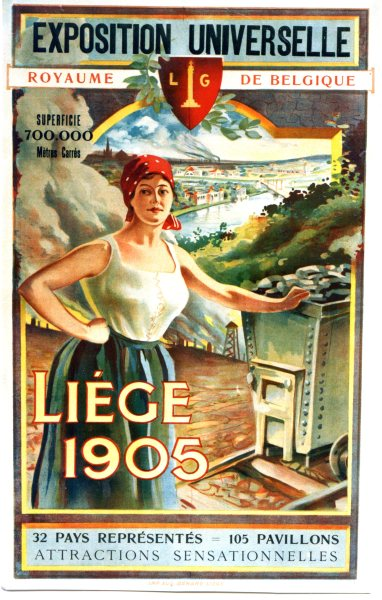 EXPOSITION UNIVERSELLE
ROYAUME L G DE BELGIQUE
SUPERFICIE
700.000
Mètres Carrés
LIÉGE
1905
32 PAYS REPRÉSENTÉS = 105 PAVILLONS
ATTRACTIONS SENSATIONNELLES